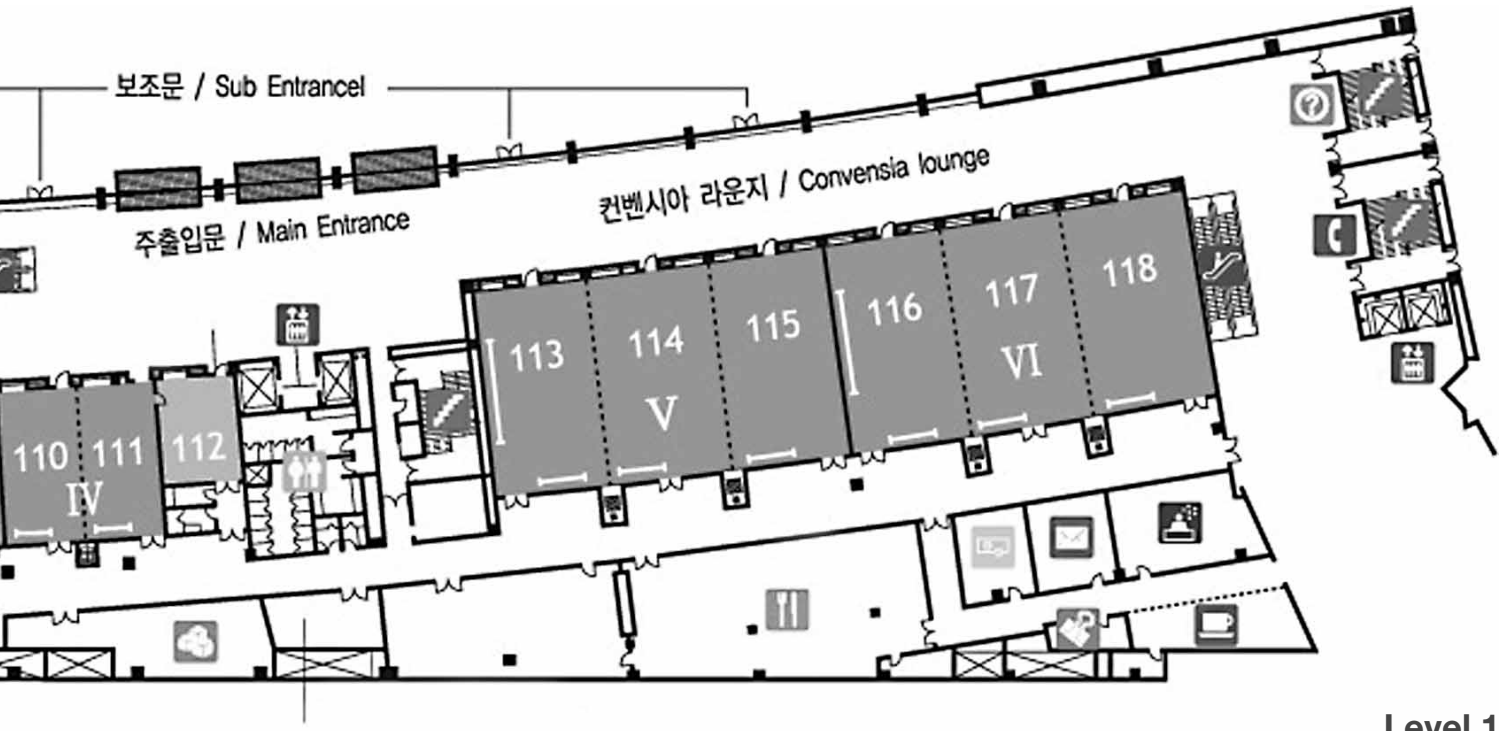 보조문 / Sub Entrancel
컨벤시아 라운지 / Convensia lounge
주출입문 / Main Entrance
113 114 115 116 117 118
V VI
110 111 112
IV
Level 1